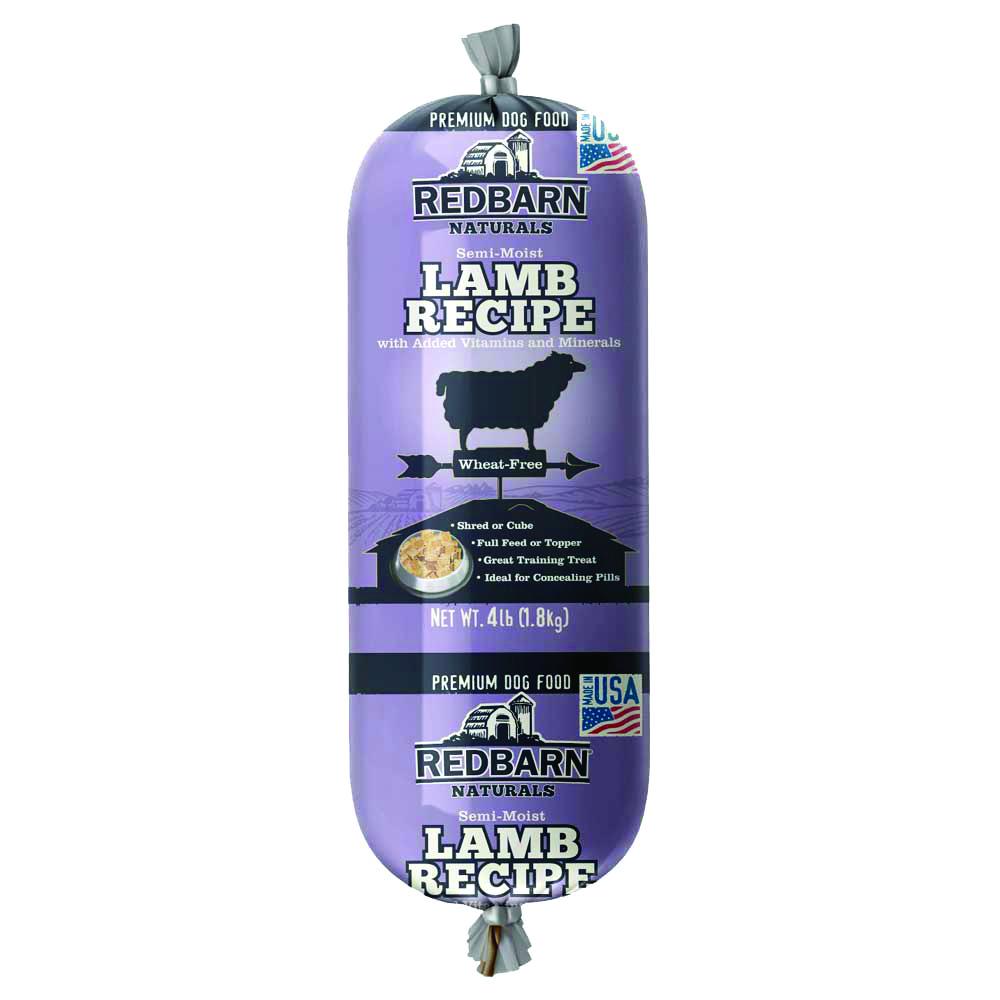 PREMIUM DOG FOOD
MADE IN
REDBARN
NATURALS
Semi-Moist
LAMB
RECIPE
with Added Vitamins and Minerals
Wheat-Free
• Shred or Cube
• Full Feed or Topper
• Great Training Treat
• Ideal for Concealing Pills
NET WT. 4lb (1.8kg)
PREMIUM DOG FOOD
MADE IN USA
REDBARN
NATURALS
Semi-Moist
LAMB
RECIPE